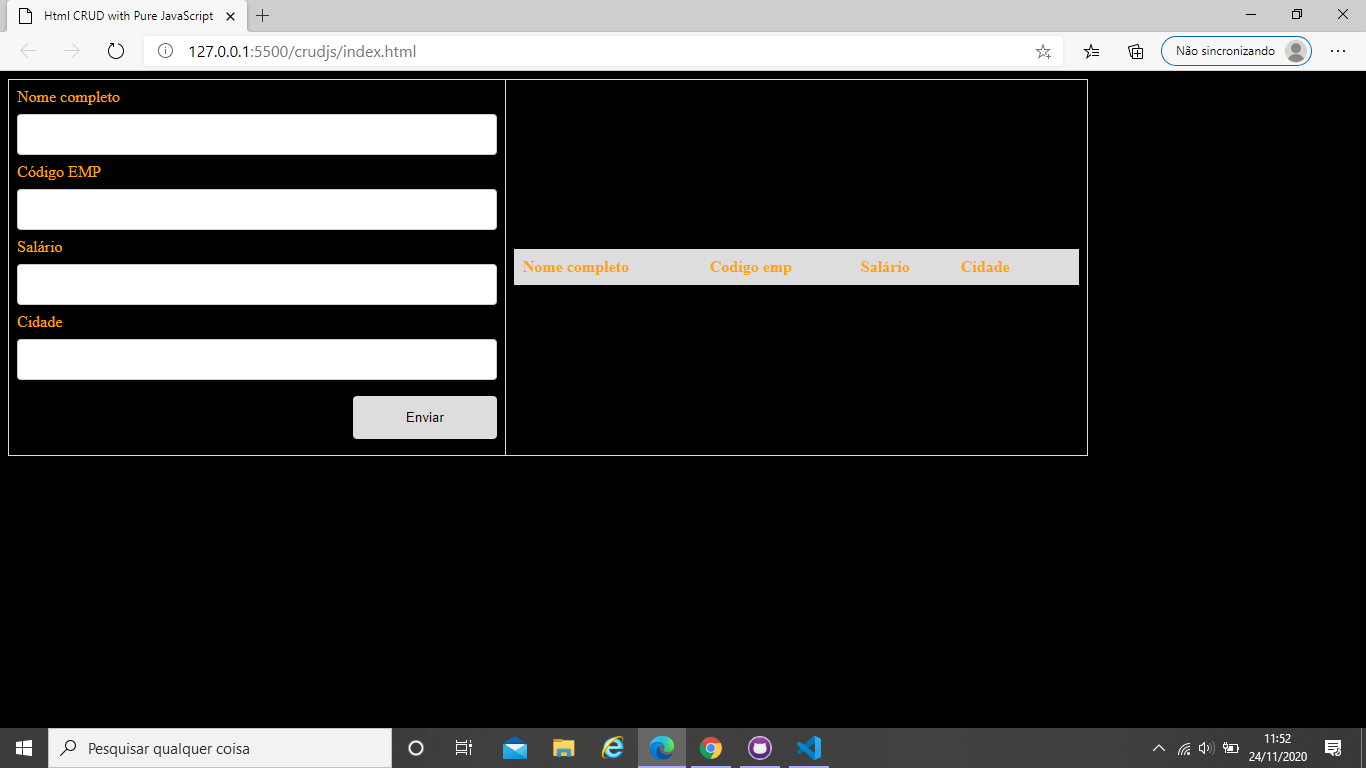 Html CRUD with Pure JavaScript
127.0.0.1:5500/crudjs/index.html
Não sincronizando
Nome completo
Código EMP
Salário
Cidade
Enviar
Nome completo Codigo emp Salário Cidade
Pesquisar qualquer coisa
11:52
24/11/2020